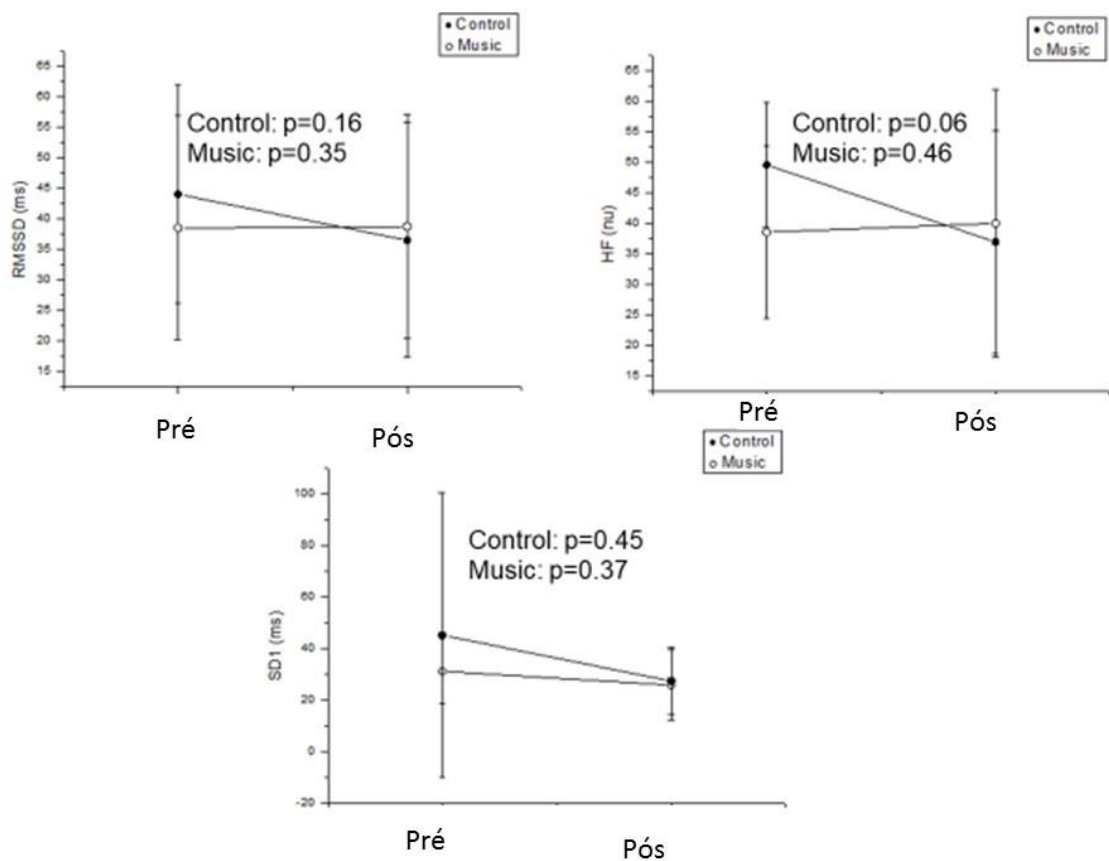 Control
Music
65
60
55
50
45
40
35
30
25
20
15
RMSSD (ms)
Control: p=0.16
Music: p=0.35
Pré
Pós
Control
Music
65
60
55
50
45
40
35
30
25
20
15
HF (nu)
Control: p=0.06
Music: p=0.46
Pré
Pós
Control
Music
100
80
60
40
20
0
-20
SD1 (ms)
Control: p=0.45
Music: p=0.37
Pré
Pós